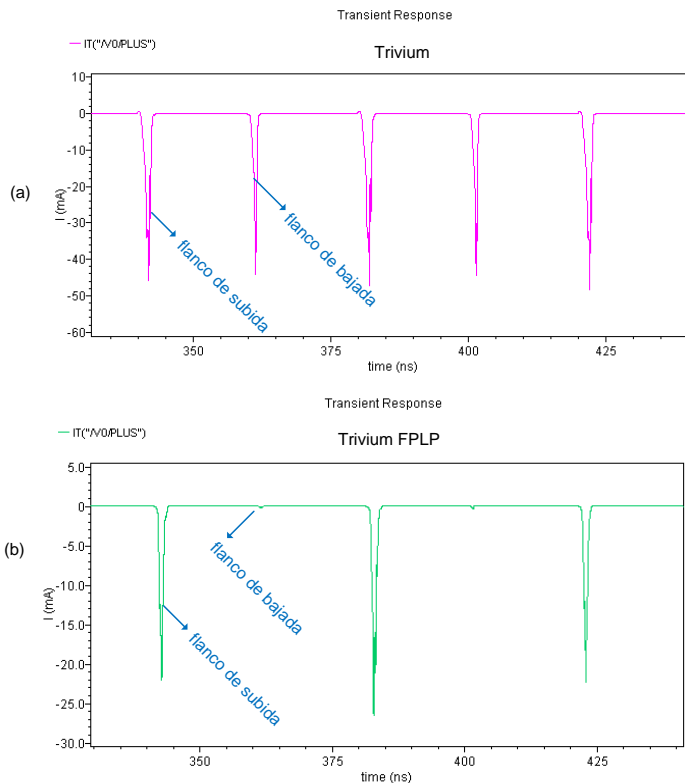 Transient Response
IT("/V0/PLUS")
Trivium
(a)
I (mA)
10
0
-10
-20
-30
-40
-50
-60
flanco de subida
flanco de bajada
350
375
400
425
time (ns)
Transient Response
IT("/V0/PLUS")
Trivium FPLP
(b)
I (mA)
5.0
0
-5.0
-10.0
-15.0
-20.0
-25.0
-30.0
flanco de bajada
flanco de subida
350
375
400
425
time (ns)